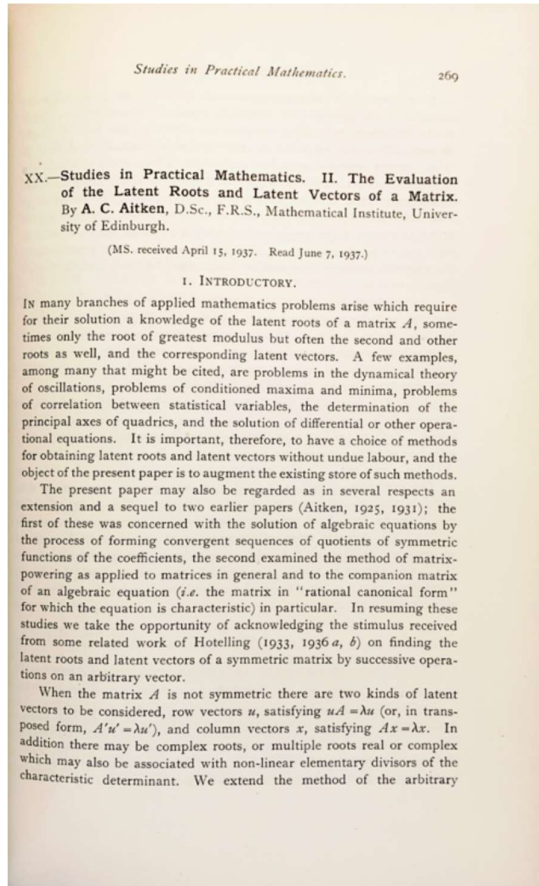 Studies in Practical Mathematics. 269
XX.—Studies in Practical Mathematics. II. The Evaluation
of the Latent Roots and Latent Vectors of a Matrix.
By A. C. Aitken, D.Sc., F.R.S., Mathematical Institute, Univer-
sity of Edinburgh.
(MS. received April 15, 1937. Read June 7, 1937.)
1. INTRODUCTORY.
IN many branches of applied mathematics problems arise which require
for their solution a knowledge of the latent roots of a matrix A, some-
times only the root of greatest modulus but often the second and other
roots as well, and the corresponding latent vectors. A few examples,
among many that might be cited, are problems in the dynamical theory
of oscillations, problems of conditioned maxima and minima, problems
of correlation between statistical variables, the determination of the
principal axes of quadrics, and the solution of differential or other opera-
tional equations. It is important, therefore, to have a choice of methods
for obtaining latent roots and latent vectors without undue labour, and the
object of the present paper is to augment the existing store of such methods.
The present paper may also be regarded as in several respects an
extension and a sequel to two earlier papers (Aitken, 1925, 1931); the
first of these was concerned with the solution of algebraic equations by
the process of forming convergent sequences of quotients of symmetric
functions of the coefficients, the second examined the method of matrix-
powering as applied to matrices in general and to the companion matrix
of an algebraic equation (i.e. the matrix in "rational canonical form"
for which the equation is characteristic) in particular. In resuming these
studies we take the opportunity of acknowledging the stimulus received
from some related work of Hotelling (1933, 1936 a, b) on finding the
latent roots and latent vectors of a symmetric matrix by successive opera-
tions on an arbitrary vector.
When the matrix A is not symmetric there are two kinds of latent
vectors to be considered, row vectors u, satisfying uA = λu (or, in trans-
posed form, A'u' = λu'), and column vectors x, satisfying Ax = λx. In
addition there may be complex roots, or multiple roots real or complex
which may also be associated with non-linear elementary divisors of the
characteristic determinant. We extend the method of the arbitrary